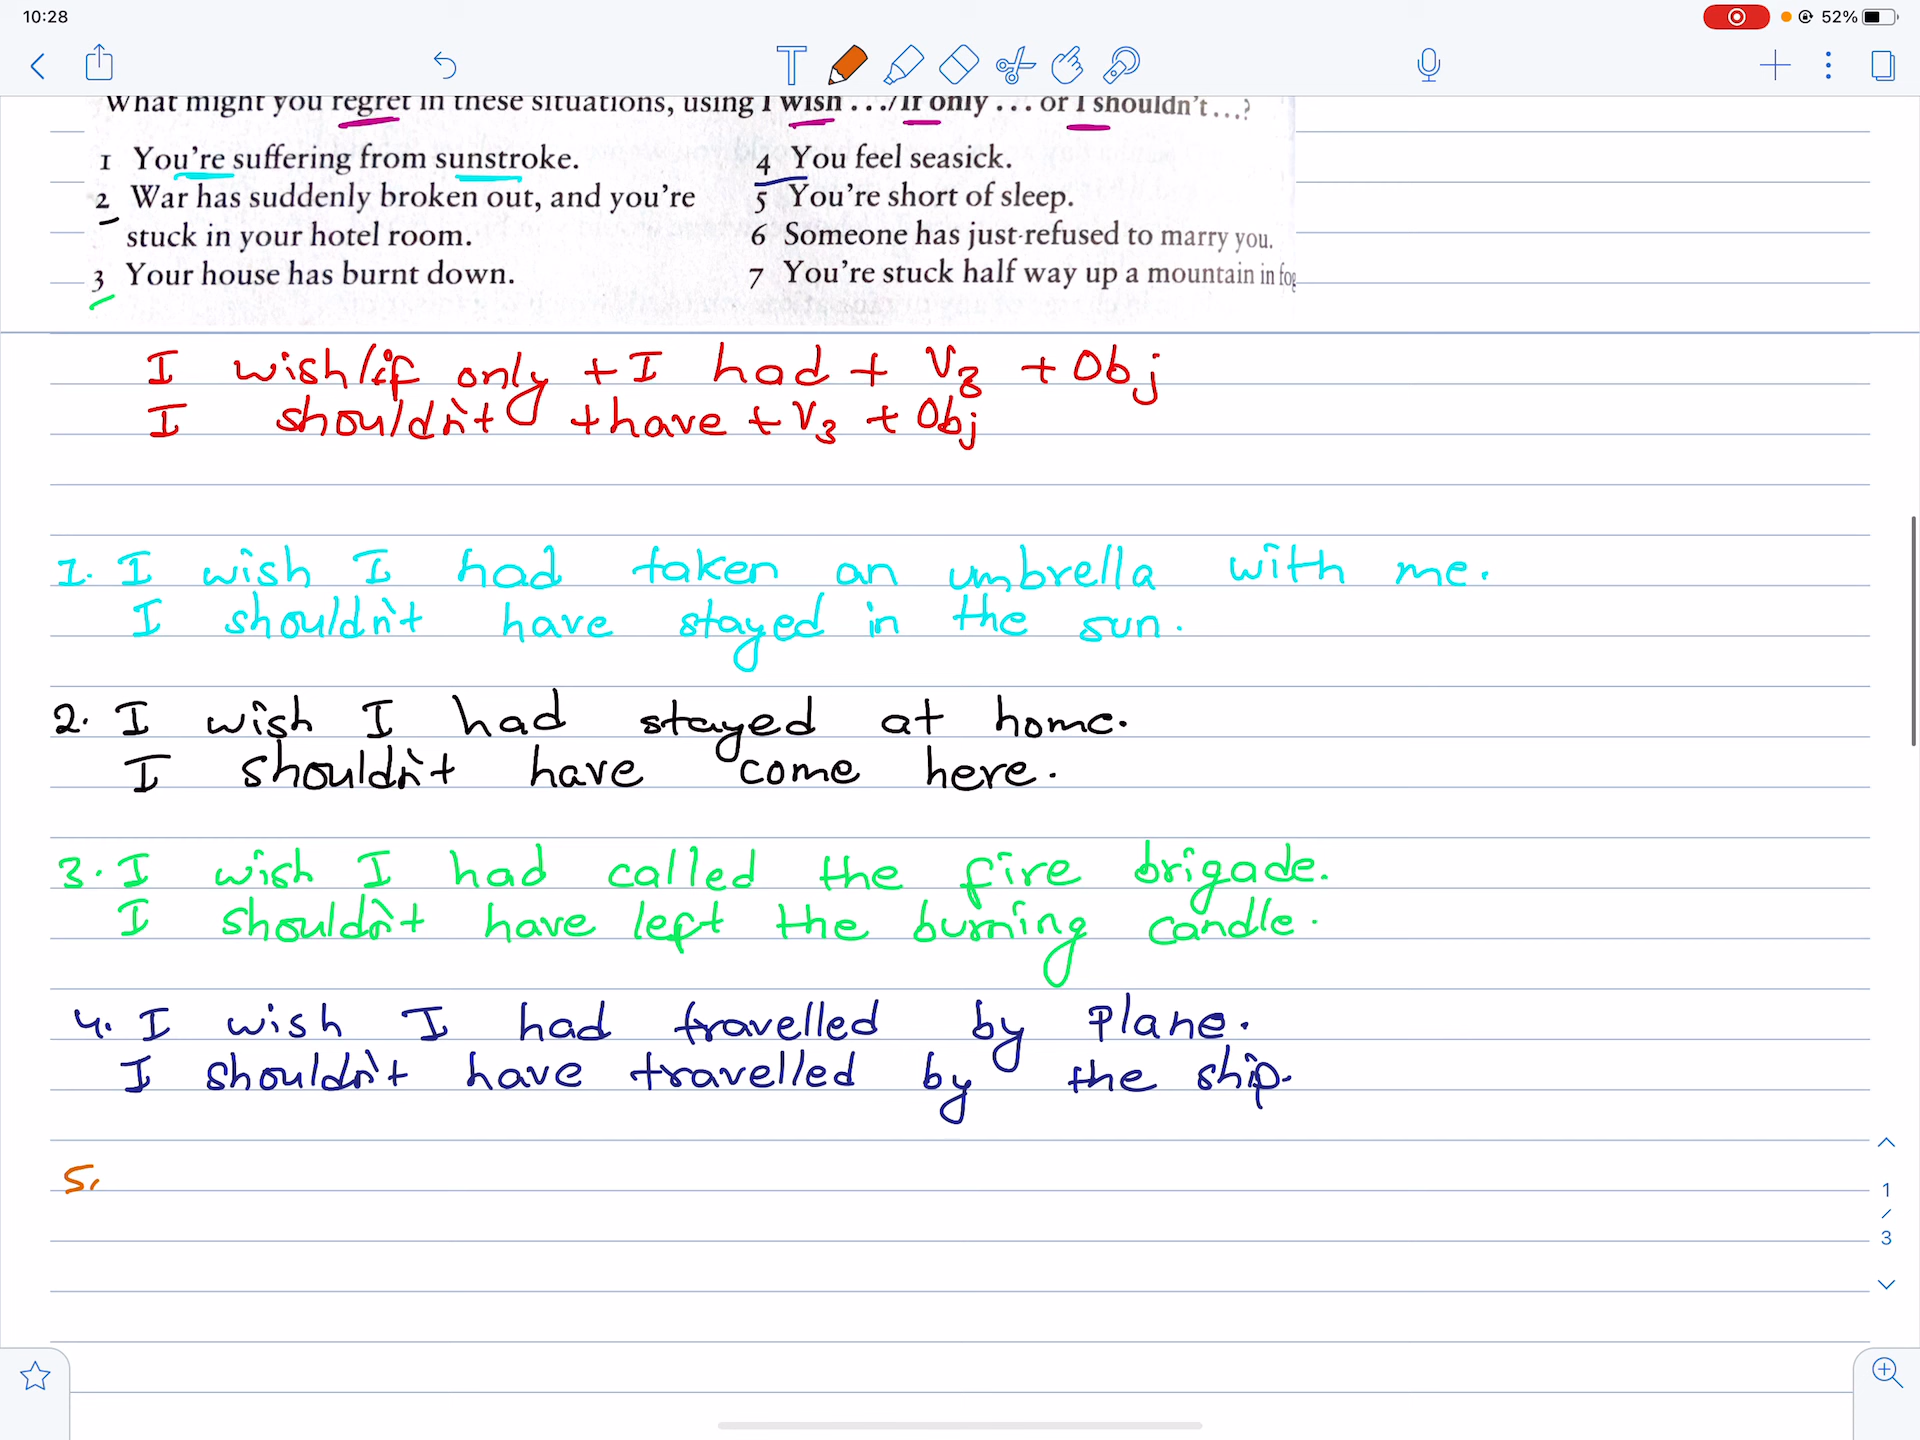 10:28
52%
What might you regret in these situations, using I wish .../If only ... or I shouldn't ...?
1 You're suffering from sunstroke.
2 War has suddenly broken out, and you're
stuck in your hotel room.
3 Your house has burnt down.
4 You feel seasick.
5 You're short of sleep.
6 Someone has just refused to marry you.
7 You're stuck half way up a mountain in fog
I wish/if only + I had + V3 + Obj
I shouldn't + have + V3 + Obj
1. I wish I had taken an umbrella with me.
I shouldn't have stayed in the sun.
2. I wish I had stayed at home.
I shouldn't have come here.
3. I wish I had called the fire brigade.
I shouldn't have left the burning candle.
4. I wish I had travelled by Plane.
I shouldn't have travelled by the ship.
5.
1
/
3